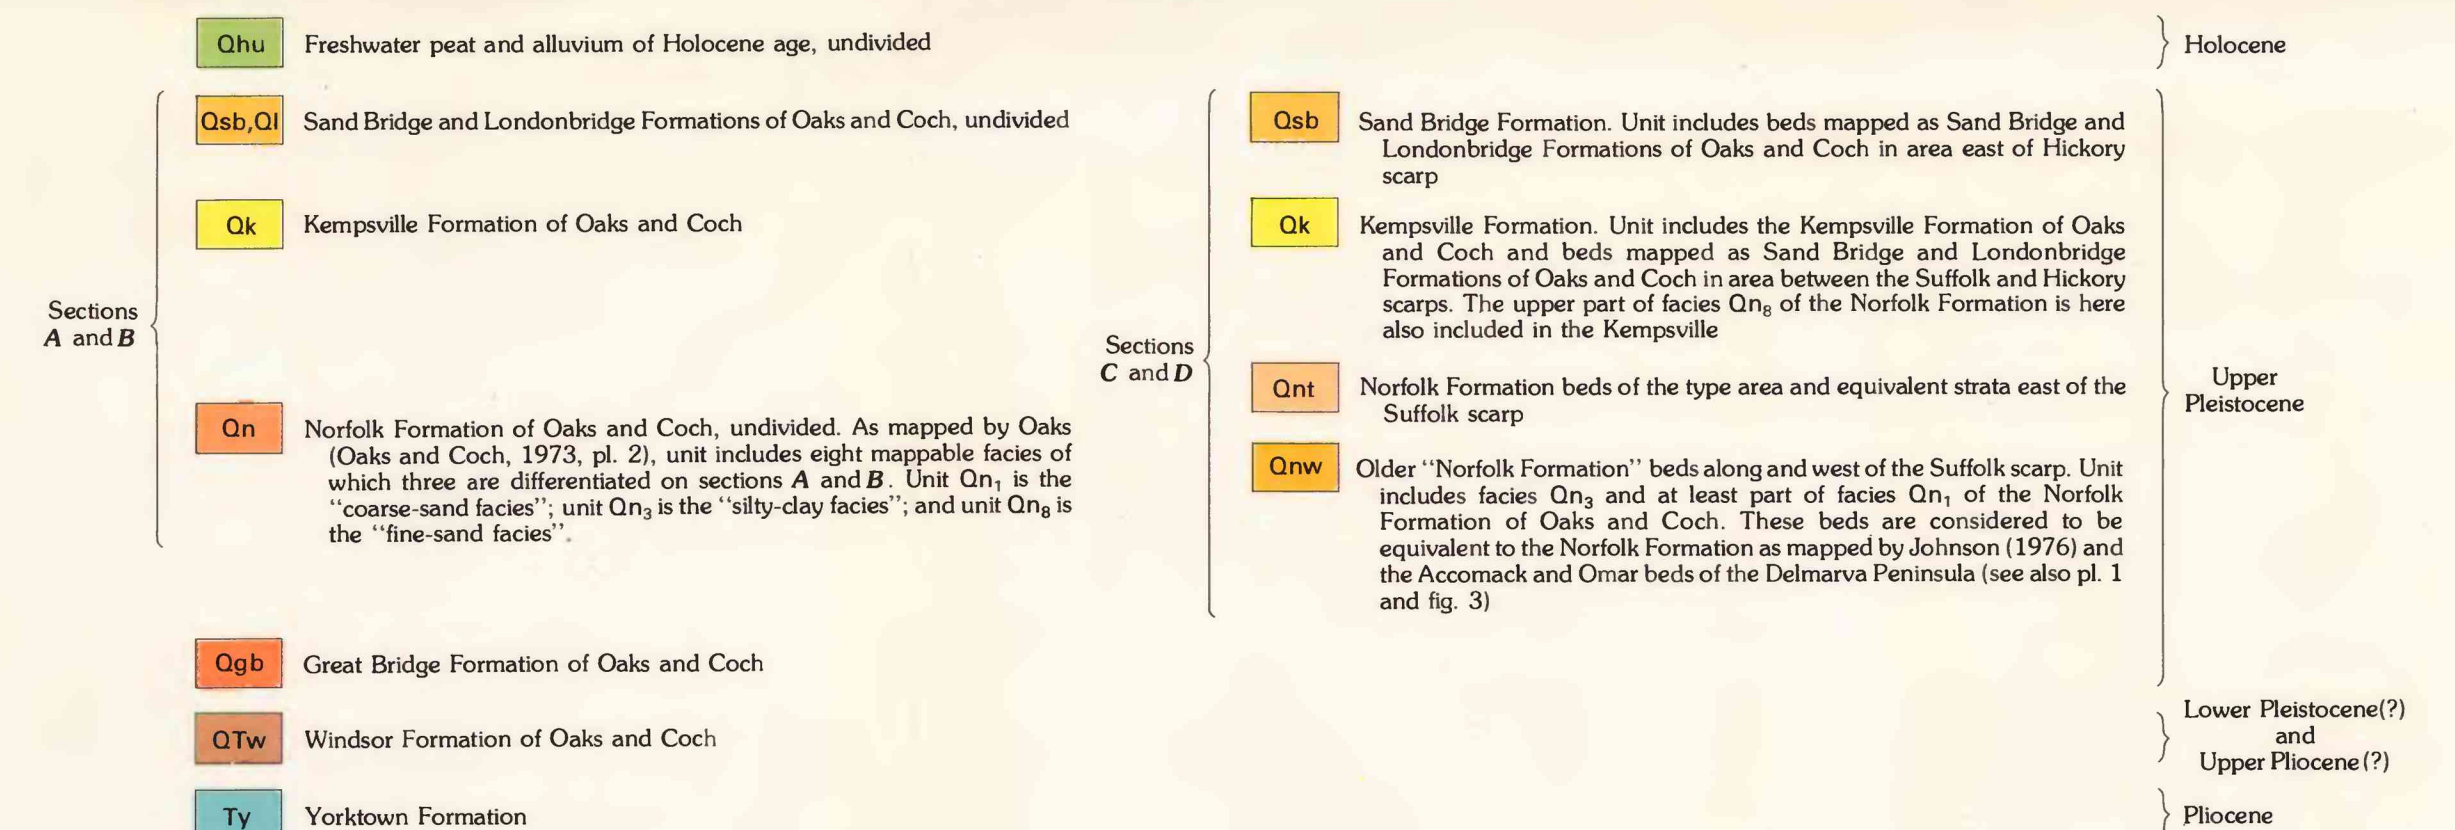 Qhu Freshwater peat and alluvium of Holocene age, undivided
Holocene
Sections
A and B
Qsb,Ql Sand Bridge and Londonbridge Formations of Oaks and Coch, undivided
Qk Kempsville Formation of Oaks and Coch
Qn Norfolk Formation of Oaks and Coch, undivided. As mapped by Oaks
(Oaks and Coch, 1973, pl. 2), unit includes eight mappable facies of
which three are differentiated on sections A and B. Unit Qn₁ is the
“coarse-sand facies”; unit Qn₃ is the “silty-clay facies”; and unit Qn₈ is
the “fine-sand facies”.
Sections
C and D
Qsb Sand Bridge Formation. Unit includes beds mapped as Sand Bridge and
Londonbridge Formations of Oaks and Coch in area east of Hickory
scarp
Qk Kempsville Formation. Unit includes the Kempsville Formation of Oaks
and Coch and beds mapped as Sand Bridge and Londonbridge
Formations of Oaks and Coch in area between the Suffolk and Hickory
scarps. The upper part of facies Qn₈ of the Norfolk Formation is here
also included in the Kempsville
Qnt Norfolk Formation beds of the type area and equivalent strata east of the
Suffolk scarp
Qnw Older “Norfolk Formation” beds along and west of the Suffolk scarp. Unit
includes facies Qn₃ and at least part of facies Qn₁ of the Norfolk
Formation of Oaks and Coch. These beds are considered to be
equivalent to the Norfolk Formation as mapped by Johnson (1976) and
the Accomack and Omar beds of the Delmarva Peninsula (see also pl. 1
and fig. 3)
Upper
Pleistocene
Qgb Great Bridge Formation of Oaks and Coch
QTw Windsor Formation of Oaks and Coch
Lower Pleistocene(?)
and
Upper Pliocene(?)
Ty Yorktown Formation
Pliocene